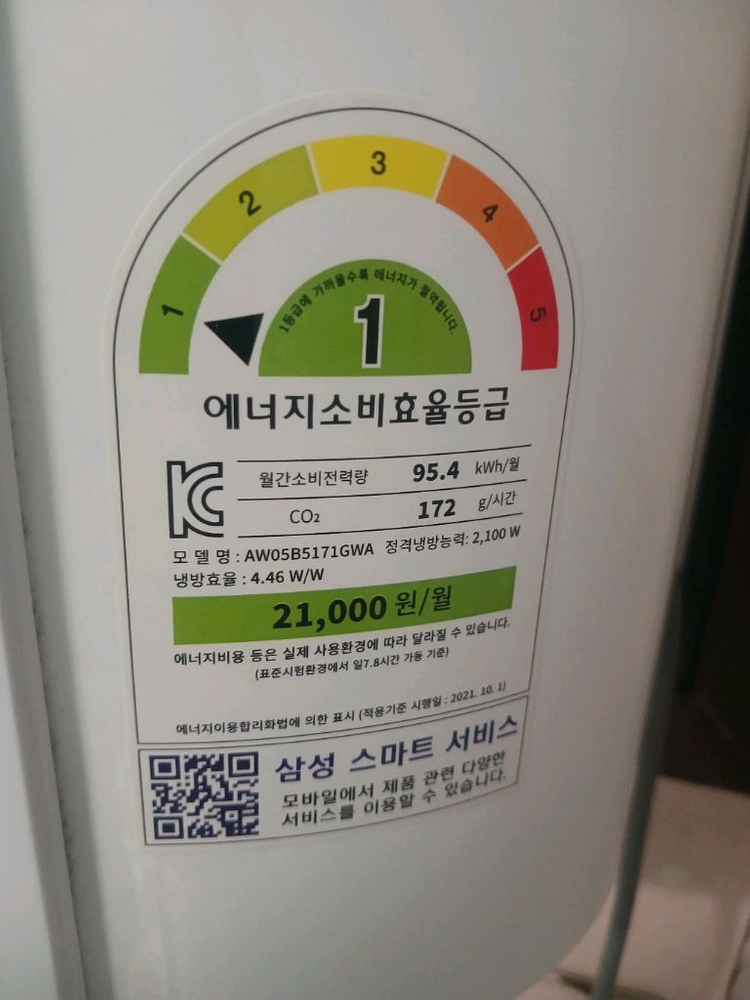 1
2
3
4
5
1등급에 가까울수록 에너지가 절약됩니다.
1
에너지소비효율등급
월간소비전력량 95.4 kWh/월
CO₂ 172 g/시간
모 델 명 : AW05B5171GWA 정격냉방능력: 2,100 W
냉방효율 : 4.46 W/W
21,000 원/월
에너지비용 등은 실제 사용환경에 따라 달라질 수 있습니다.
(표준시험환경에서 일7.8시간 가동 기준)
에너지이용합리화법에 의한 표시 (적용기준 시행일 : 2021. 10. 1)
삼성 스마트 서비스
모바일에서 제품 관련 다양한
서비스를 이용할 수 있습니다.